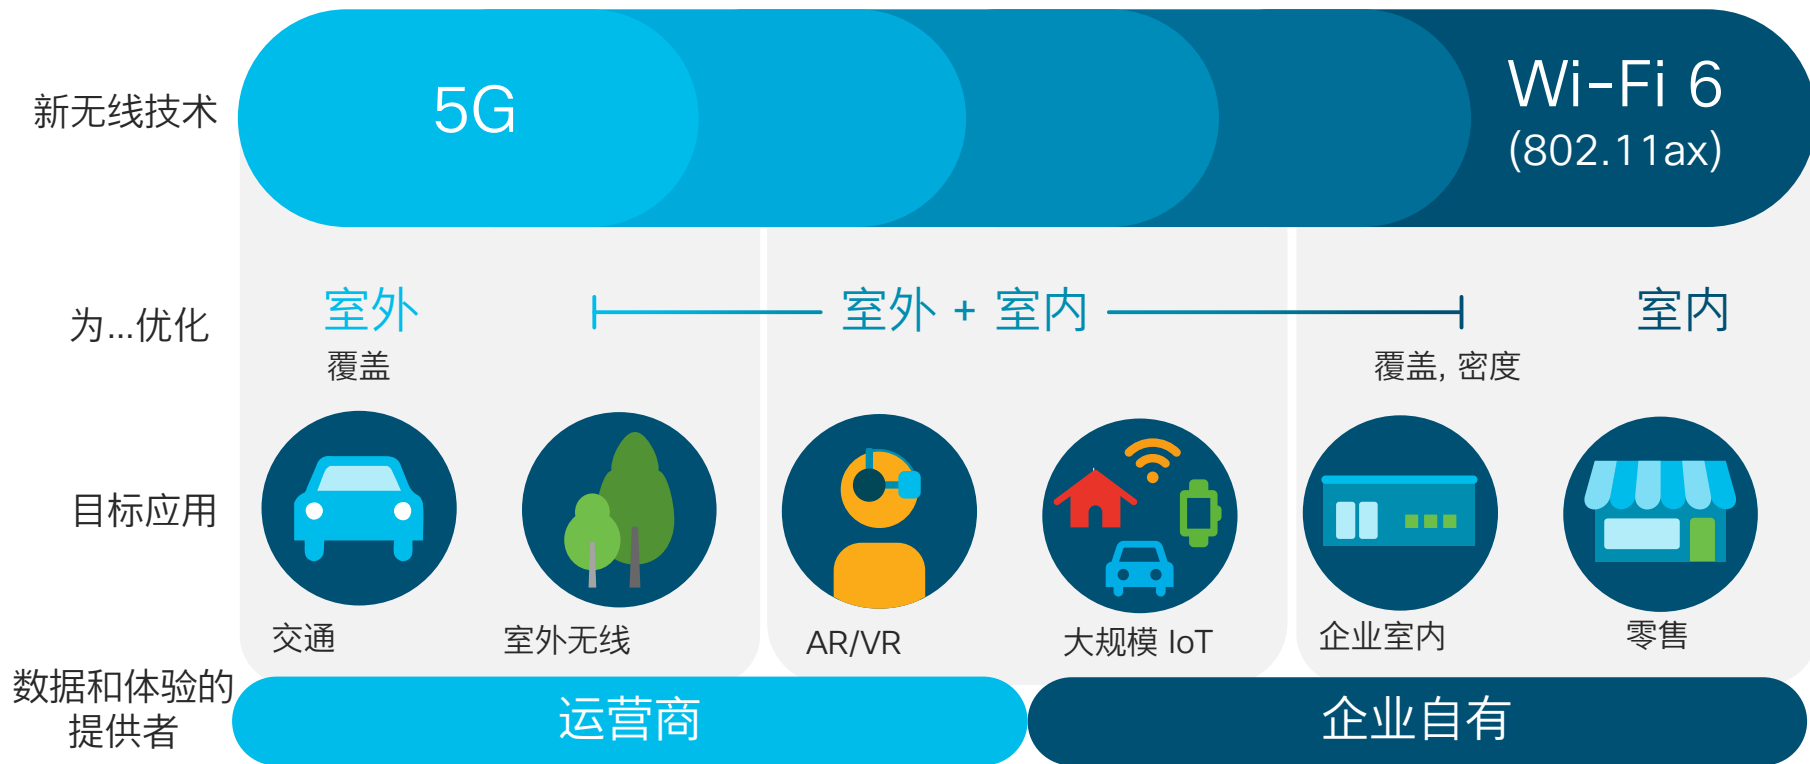 新无线技术
5G
Wi-Fi 6
(802.11ax)
为...优化
室外
室外 + 室内
室内
覆盖
覆盖, 密度
目标应用
交通
室外无线
AR/VR
大规模 IoT
企业室内
零售
数据和体验的
提供者
运营商
企业自有